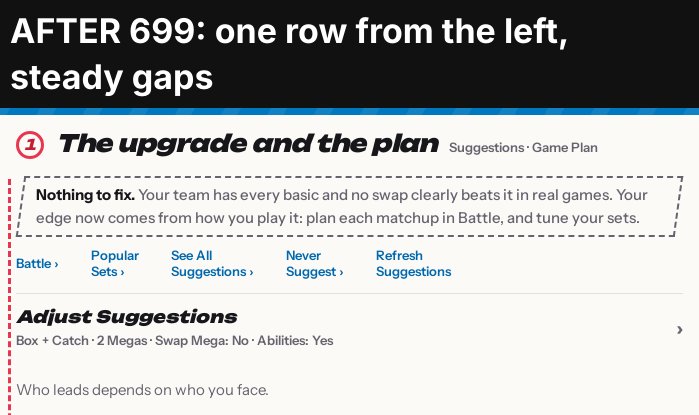 AFTER 699: one row from the left,
steady gaps
1 The upgrade and the plan Suggestions · Game Plan
Nothing to fix. Your team has every basic and no swap clearly beats it in real games. Your
edge now comes from how you play it: plan each matchup in Battle, and tune your sets.
Battle ›
Popular
Sets ›
See All
Suggestions ›
Never
Suggest ›
Refresh
Suggestions
Adjust Suggestions
Box + Catch · 2 Megas · Swap Mega: No · Abilities: Yes
›
Who leads depends on who you face.